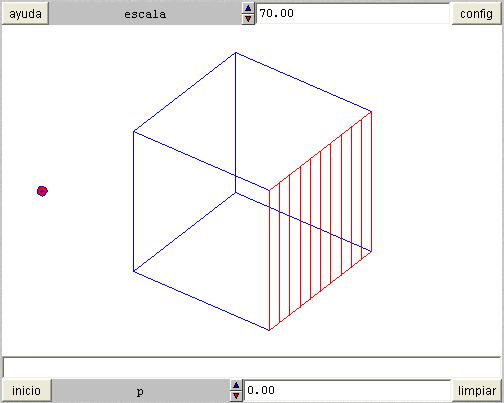 ayuda escala 70.00 config
inicio p 0.00 limpiar